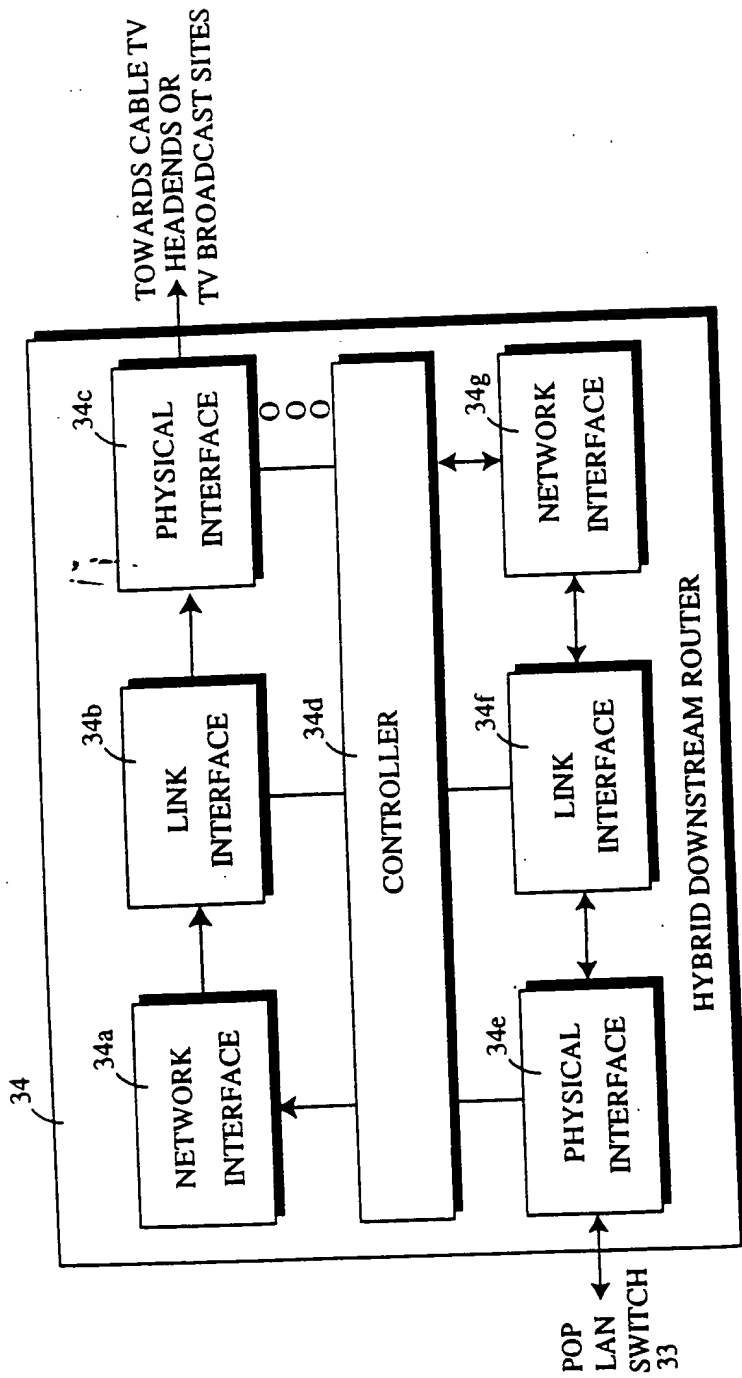 34
34a
NETWORK
INTERFACE
34b
LINK
INTERFACE
34c
PHYSICAL
INTERFACE
TOWARDS CABLE TV
HEADENDS OR
TV BROADCAST SITES
O O O
34d
CONTROLLER
34e
PHYSICAL
INTERFACE
34f
LINK
INTERFACE
34g
NETWORK
INTERFACE
POP
LAN
SWITCH
33
HYBRID DOWNSTREAM ROUTER